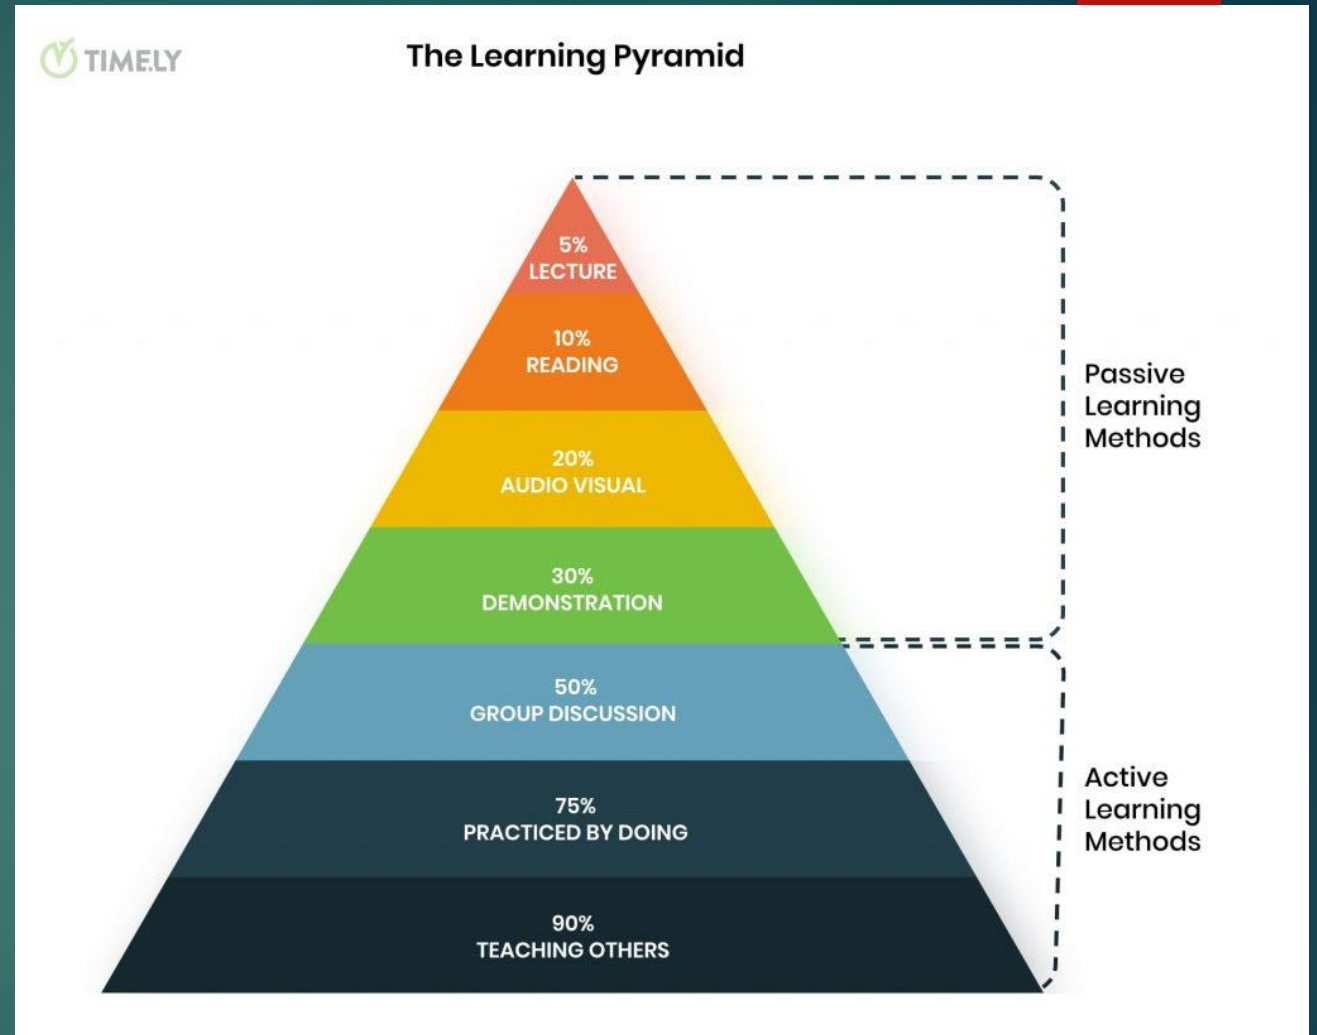 TIMELY
The Learning Pyramid
5%
LECTURE
10%
READING
20%
AUDIO VISUAL
30%
DEMONSTRATION
Passive
Learning
Methods
50%
GROUP DISCUSSION
75%
PRACTICED BY DOING
90%
TEACHING OTHERS
Active
Learning
Methods